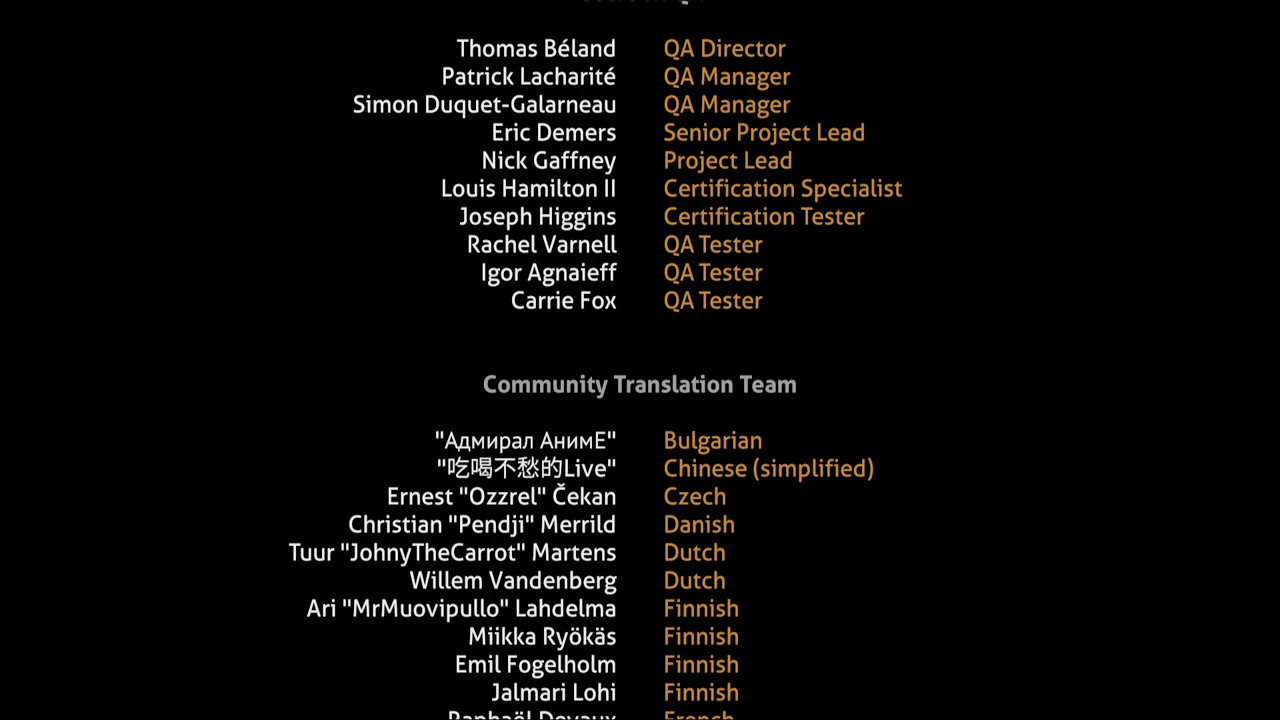 Thomas Béland QA Director
Patrick Lacharité QA Manager
Simon Duquet-Galarneau QA Manager
Eric Demers Senior Project Lead
Nick Gaffney Project Lead
Louis Hamilton II Certification Specialist
Joseph Higgins Certification Tester
Rachel Varnell QA Tester
Igor Agnaieff QA Tester
Carrie Fox QA Tester
Community Translation Team
"Адмирал АнимЕ" Bulgarian
"吃喝不愁的Live" Chinese (simplified)
Ernest "Ozzrel" Čekan Czech
Christian "Pendji" Merrild Danish
Tuur "JohnyTheCarrot" Martens Dutch
Willem Vandenberg Dutch
Ari "MrMuovipullo" Lahdelma Finnish
Miikka Ryökäs Finnish
Emil Fogelholm Finnish
Jalmari Lohi Finnish
Raphaël French